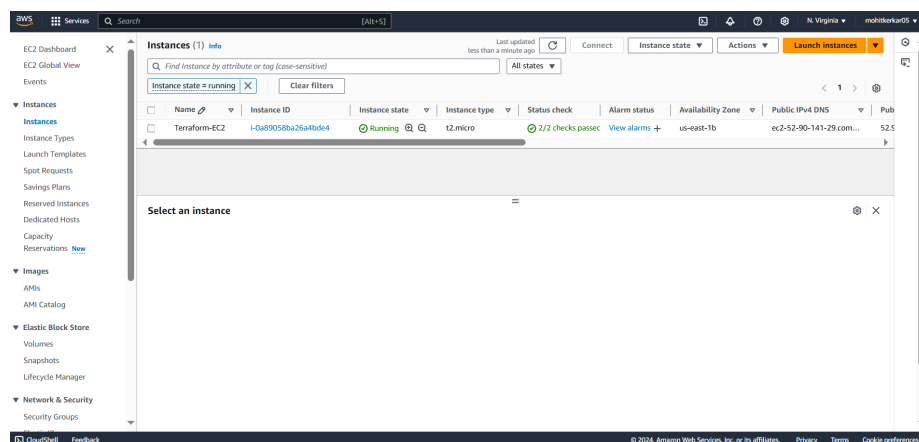 aws Services Search [Alt+S] N. Virginia mohitkerkar05
EC2 Dashboard
EC2 Global View
Events
Instances
Instances
Instance Types
Launch Templates
Spot Requests
Savings Plans
Reserved Instances
Dedicated Hosts
Capacity
Reservations New
Images
AMIs
AMI Catalog
Elastic Block Store
Volumes
Snapshots
Lifecycle Manager
Network & Security
Security Groups
Instances (1) Info
Last updated
less than a minute ago
Connect Instance state Actions Launch instances
Find Instance by attribute or tag (case-sensitive) All states
Instance state = running Clear filters 1
Name Instance ID Instance state Instance type Status check Alarm status Availability Zone Public IPv4 DNS Pub
Terraform-EC2 i-0a89058ba26a4bde4 Running t2.micro 2/2 checks passec View alarms + us-east-1b ec2-52-90-141-29.com... 52.9
Select an instance
CloudShell Feedback © 2024, Amazon Web Services, Inc. or its affiliates. Privacy Terms Cookie preferences